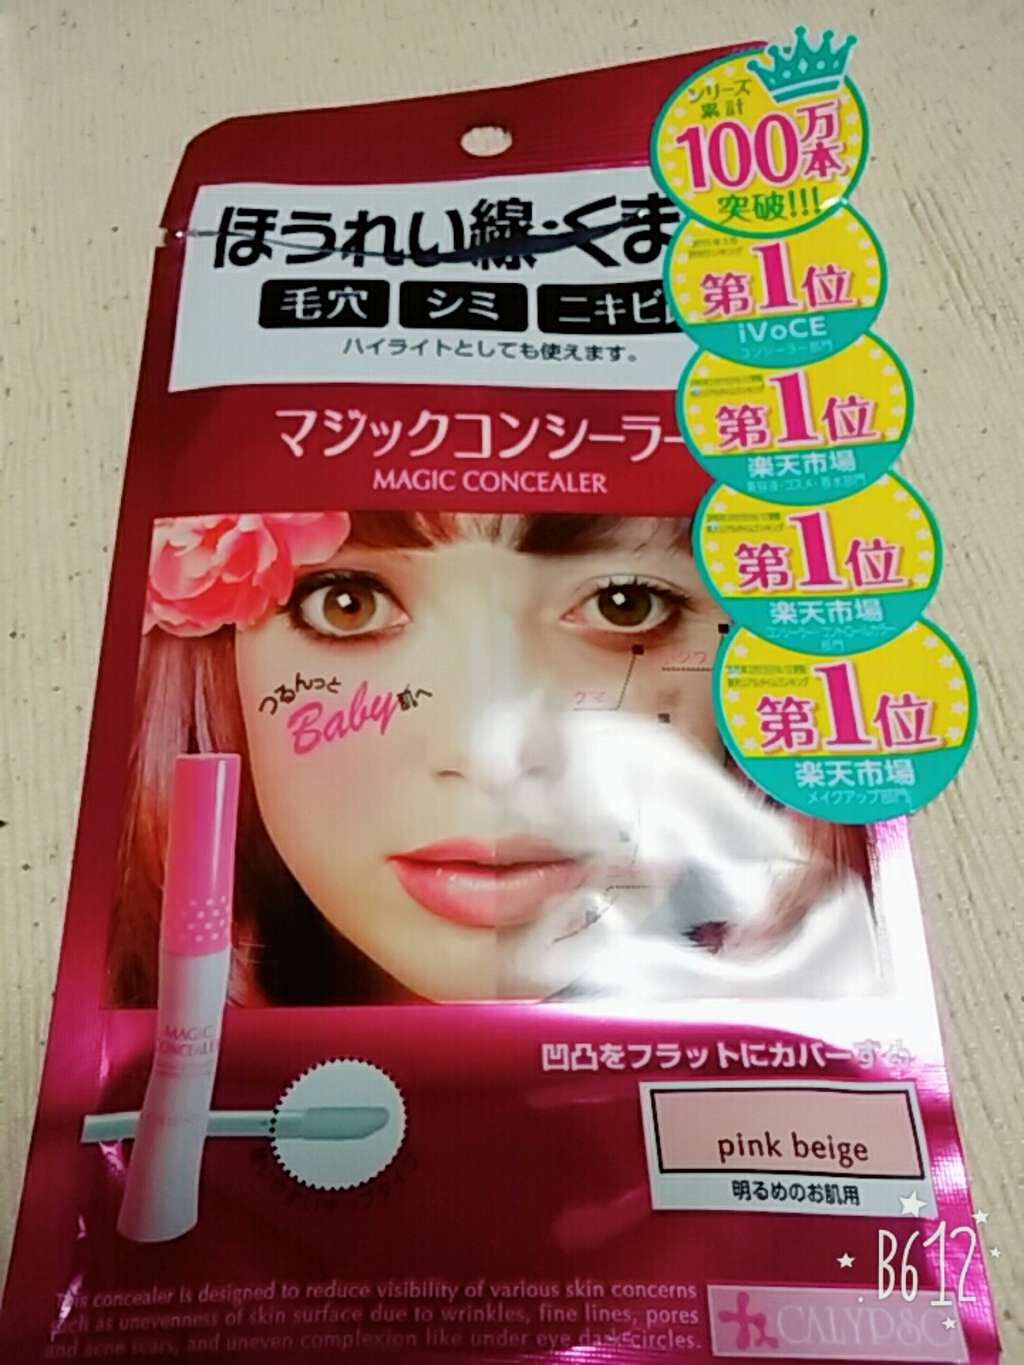 シリーズ
累計
100万本
突破!!!
ほうれい線・くま
毛穴 シミ ニキビ
ハイライトとしても使えます。
第1位
iVoCE
コンシーラー部門
マジックコンシーラー
MAGIC CONCEALER
第1位
楽天市場
第1位
楽天市場
部門
第1位
楽天市場
メイクアップ部門
つるんっと
Baby肌へ
クマ
MAGIC
CONCEALER
凹凸をフラットにカバーする
pink beige
明るめのお肌用
This concealer is designed to reduce visibility of various skin concerns
such as unevenness of skin surface due to wrinkles, fine lines, pores
and acne scars, and uneven complexion like under eye dark circles.
CALYPSO
B612